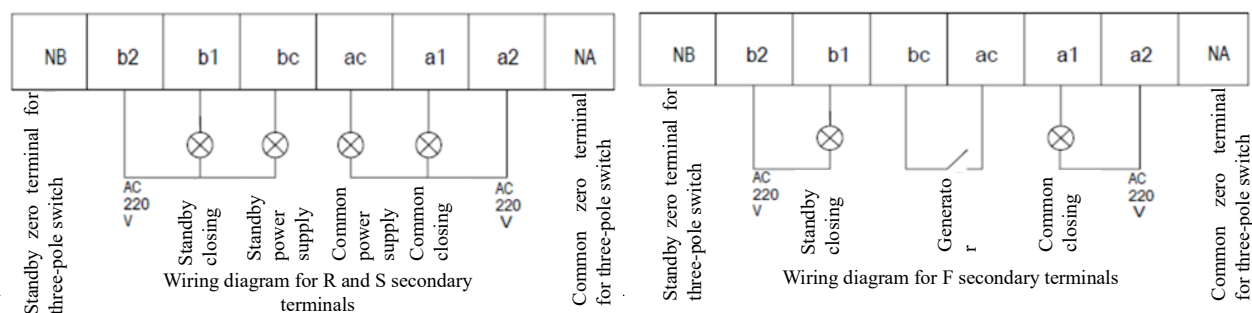 NB b2 b1 bc ac a1 a2 NA
Standby zero terminal for
three-pole switch
AC
220
V
Standby
closing
Standby
power
supply
Common
power
supply
Common
closing
AC
220
V
Common zero terminal
for three-pole switch
Wiring diagram for R and S secondary
terminals
NB b2 b1 bc ac a1 a2 NA
Standby zero terminal for
three-pole switch
AC
220
V
Standby
closing
Generato
r
Common
closing
AC
220
V
Common zero terminal
for three-pole switch
Wiring diagram for F secondary terminals